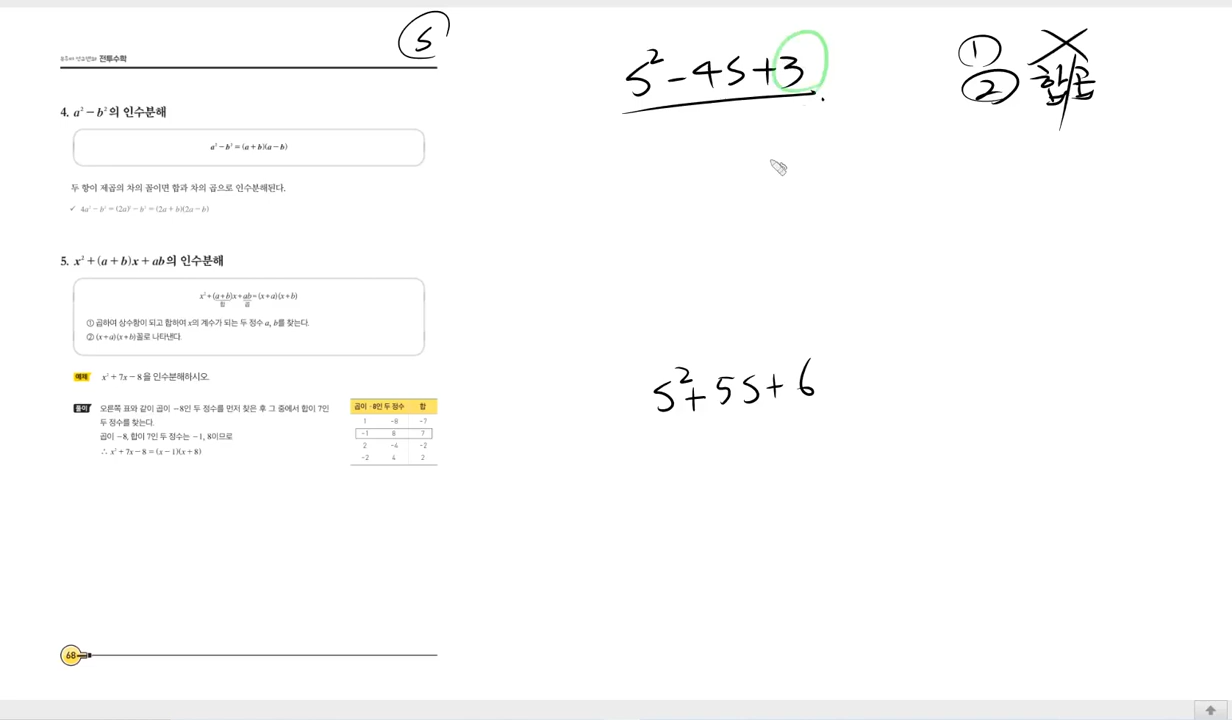 전투수학
4. a² − b²의 인수분해
a² − b² = (a + b)(a − b)
두 항이 제곱의 차의 꼴이면 합과 차의 곱으로 인수분해된다.
✓ 4a² − b² = (2a)² − b² = (2a + b)(2a − b)
5. x² + (a + b)x + ab의 인수분해
x² + (a+b)x + ab = (x+a)(x+b)
합 곱
① 곱하여 상수항이 되고 합하여 x의 계수가 되는 두 정수 a, b를 찾는다.
② (x+a)(x+b)꼴로 나타낸다.
예제 x² + 7x − 8을 인수분해하시오.
풀이 오른쪽 표와 같이 곱이 −8인 두 정수를 먼저 찾은 후 그 중에서 합이 7인
두 정수를 찾는다.
곱이 −8, 합이 7인 두 정수는 −1, 8이므로
∴ x² + 7x − 8 = (x − 1)(x + 8)
곱이 −8인 두 정수 합
1 −8 −7
−1 8 7
2 −4 −2
−2 4 2
68
S
S² − 4S + 3
① X
② 합곱
S² + 5S + 6